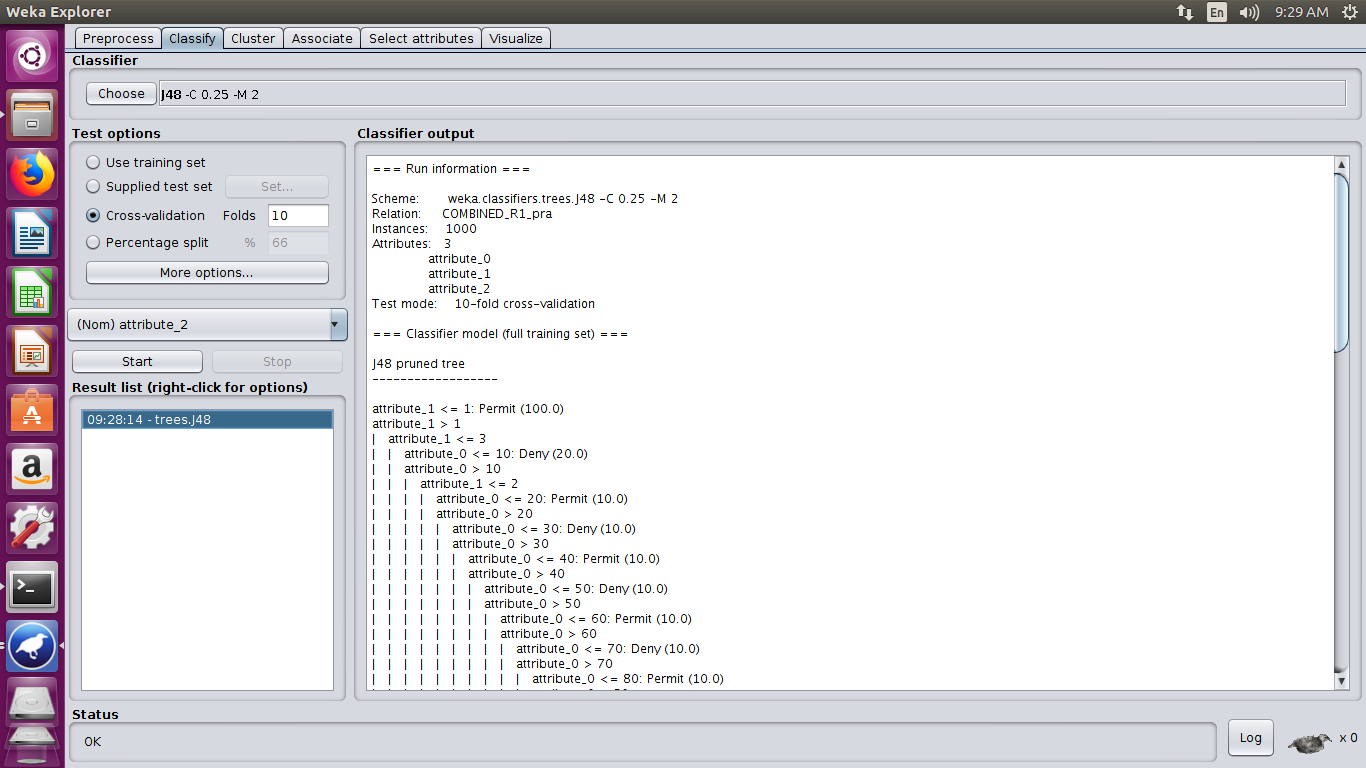 Weka Explorer
En
9:29 AM
Preprocess Classify Cluster Associate Select attributes Visualize
Classifier
Choose J48 -C 0.25 -M 2
Test options
Use training set
Supplied test set Set...
Cross-validation Folds 10
Percentage split % 66
More options...
(Nom) attribute_2
Start Stop
Result list (right-click for options)
09:28:14 - trees.J48
Classifier output
=== Run information ===
Scheme: weka.classifiers.trees.J48 -C 0.25 -M 2
Relation: COMBINED_R1_pra
Instances: 1000
Attributes: 3
attribute_0
attribute_1
attribute_2
Test mode: 10-fold cross-validation
=== Classifier model (full training set) ===
J48 pruned tree
------------------
attribute_1 <= 1: Permit (100.0)
attribute_1 > 1
| attribute_1 <= 3
| | attribute_0 <= 10: Deny (20.0)
| | attribute_0 > 10
| | | attribute_1 <= 2
| | | | attribute_0 <= 20: Permit (10.0)
| | | | attribute_0 > 20
| | | | | attribute_0 <= 30: Deny (10.0)
| | | | | attribute_0 > 30
| | | | | | attribute_0 <= 40: Permit (10.0)
| | | | | | attribute_0 > 40
| | | | | | | attribute_0 <= 50: Deny (10.0)
| | | | | | | attribute_0 > 50
| | | | | | | | attribute_0 <= 60: Permit (10.0)
| | | | | | | | attribute_0 > 60
| | | | | | | | | attribute_0 <= 70: Deny (10.0)
| | | | | | | | | attribute_0 > 70
| | | | | | | | | | attribute_0 <= 80: Permit (10.0)
Status
OK
Log
x 0